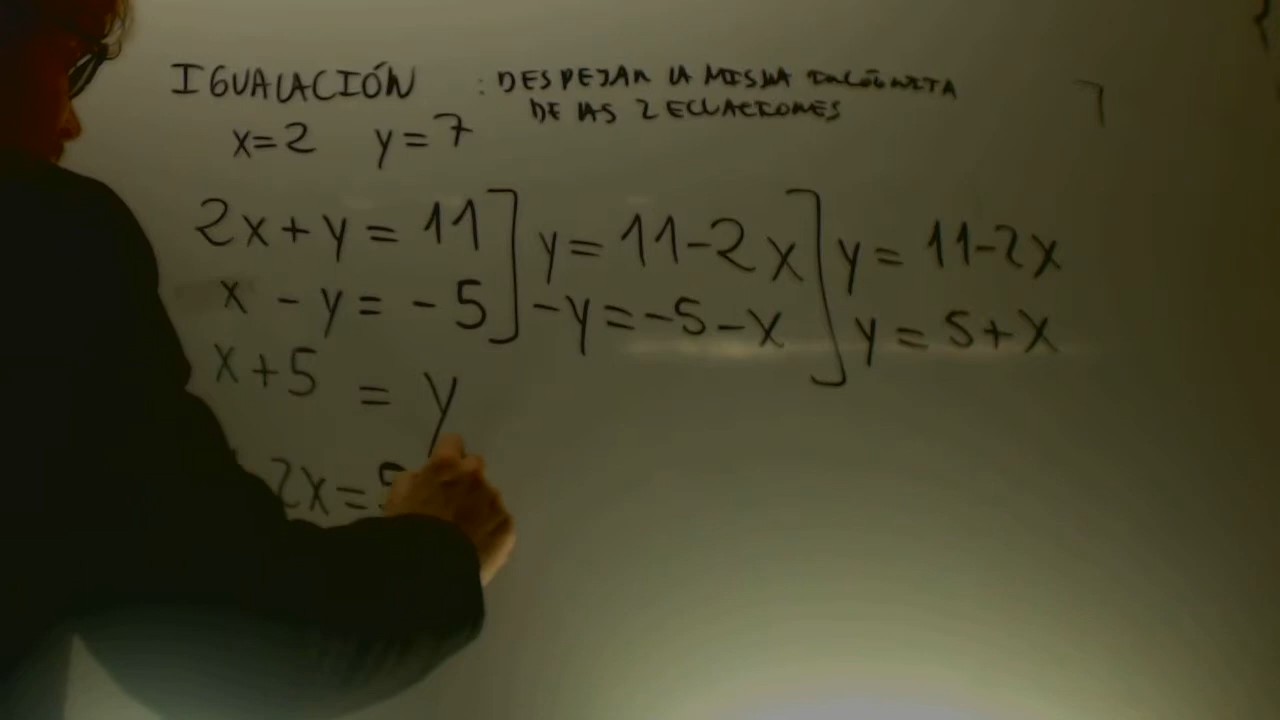 IGUALACIÓN : DESPEJAR LA MISMA INCÓGNITA
DE LAS 2 ECUACIONES
x=2 y=7
2x+y=11 ] y=11-2x ] y=11-2x
x-y=-5 ] -y=-5-x ] y=5+x
x+5 = y
2x=5